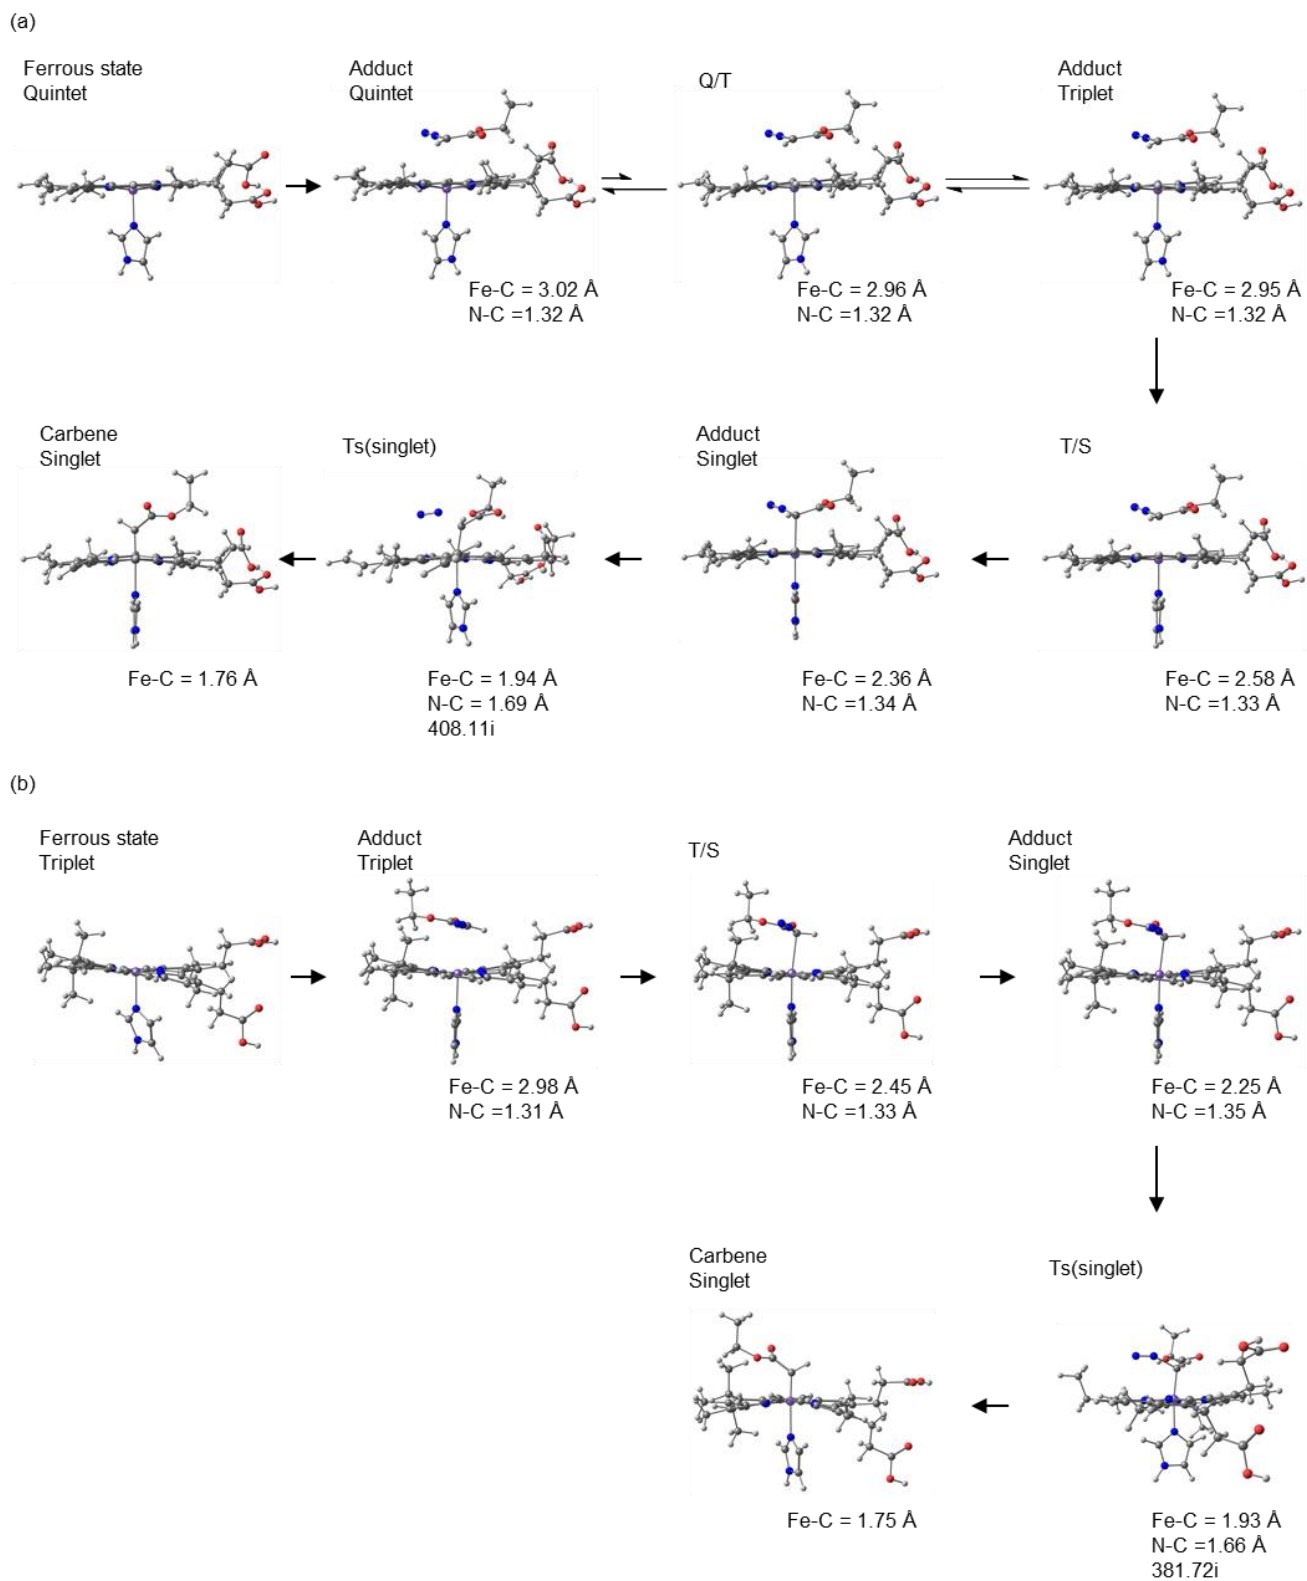 (a)
Ferrous state
Quintet
Adduct
Quintet
Q/T
Adduct
Triplet
Fe-C = 3.02 Å
N-C =1.32 Å
Fe-C = 2.96 Å
N-C =1.32 Å
Fe-C = 2.95 Å
N-C =1.32 Å
Carbene
Singlet
Ts(singlet)
Adduct
Singlet
T/S
Fe-C = 1.76 Å
Fe-C = 1.94 Å
N-C = 1.69 Å
408.11i
Fe-C = 2.36 Å
N-C =1.34 Å
Fe-C = 2.58 Å
N-C =1.33 Å
(b)
Ferrous state
Triplet
Adduct
Triplet
T/S
Adduct
Singlet
Fe-C = 2.98 Å
N-C =1.31 Å
Fe-C = 2.45 Å
N-C =1.33 Å
Fe-C = 2.25 Å
N-C =1.35 Å
Carbene
Singlet
Ts(singlet)
Fe-C = 1.75 Å
Fe-C = 1.93 Å
N-C =1.66 Å
381.72i